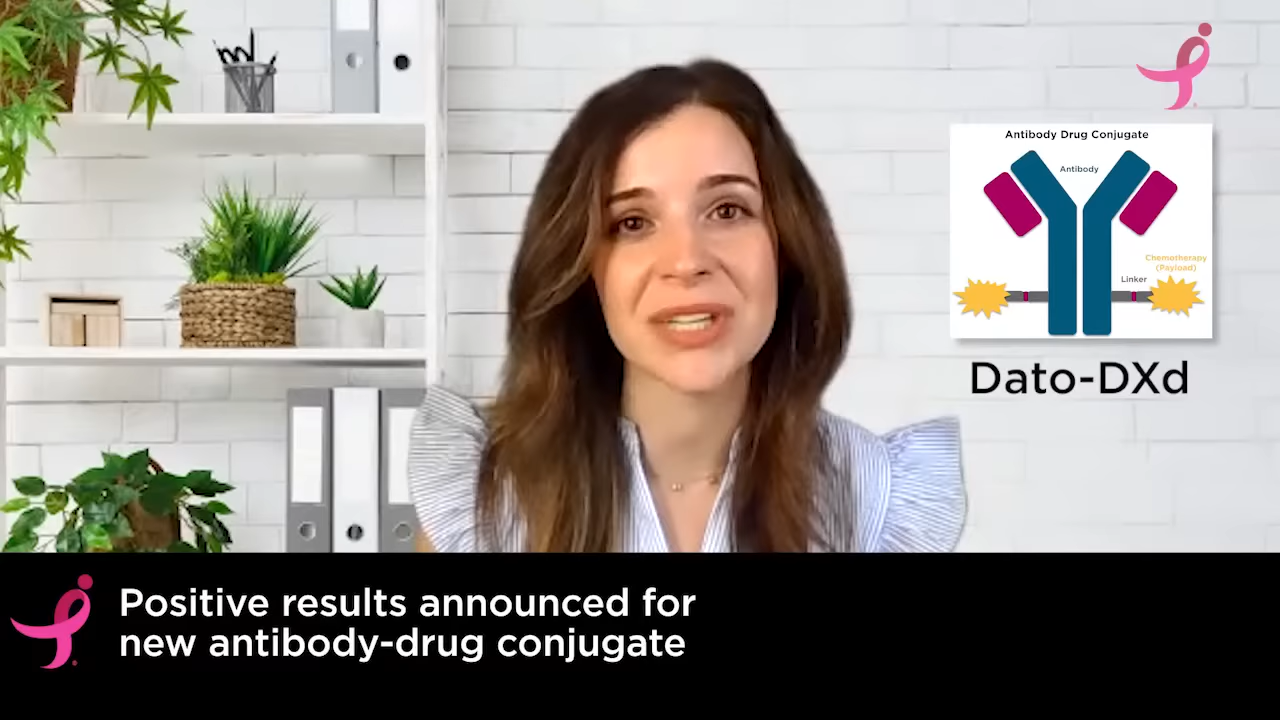 Antibody Drug Conjugate
Antibody
Chemotherapy
(Payload)
Linker
Dato-DXd
Positive results announced for
new antibody-drug conjugate